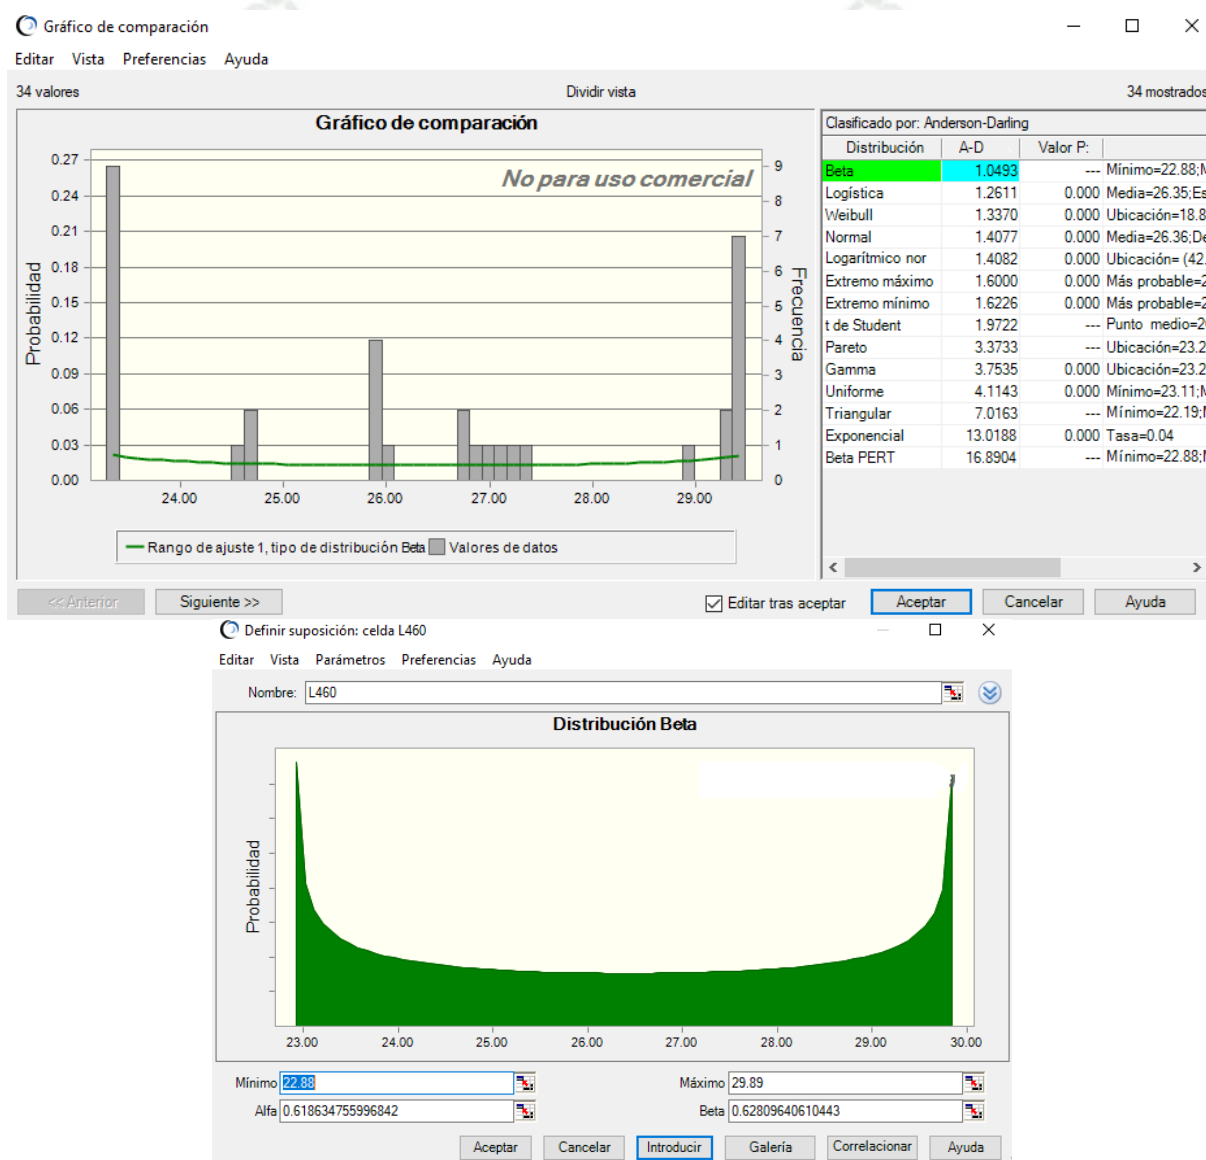 Gráfico de comparación
Editar Vista Preferencias Ayuda
34 valores Dividir vista 34 mostrados
Gráfico de comparación
No para uso comercial
Probabilidad
0.27
0.24
0.21
0.18
0.15
0.12
0.09
0.06
0.03
0.00
9
8
7
6
5
4
3
2
1
0
Frecuencia
24.00 25.00 26.00 27.00 28.00 29.00
Rango de ajuste 1, tipo de distribución Beta Valores de datos
Clasificado por: Anderson-Darling
Distribución A-D Valor P:
Beta 1.0493 --- Mínimo=22.88;M
Logística 1.2611 0.000 Media=26.35;Es
Weibull 1.3370 0.000 Ubicación=18.8
Normal 1.4077 0.000 Media=26.36;De
Logarítmico nor 1.4082 0.000 Ubicación= (42.
Extremo máximo 1.6000 0.000 Más probable=2
Extremo mínimo 1.6226 0.000 Más probable=2
t de Student 1.9722 --- Punto medio=2
Pareto 3.3733 --- Ubicación=23.2
Gamma 3.7535 0.000 Ubicación=23.2
Uniforme 4.1143 0.000 Mínimo=23.11;M
Triangular 7.0163 --- Mínimo=22.19;M
Exponencial 13.0188 0.000 Tasa=0.04
Beta PERT 16.8904 --- Mínimo=22.88;M
<< Anterior Siguiente >> Editar tras aceptar Aceptar Cancelar Ayuda
Definir suposición: celda L460
Editar Vista Parámetros Preferencias Ayuda
Nombre: L460
Distribución Beta
Probabilidad
23.00 24.00 25.00 26.00 27.00 28.00 29.00 30.00
Mínimo 22.88 Máximo 29.89
Alfa 0.618634755996842 Beta 0.62809640610443
Aceptar Cancelar Introducir Galería Correlacionar Ayuda